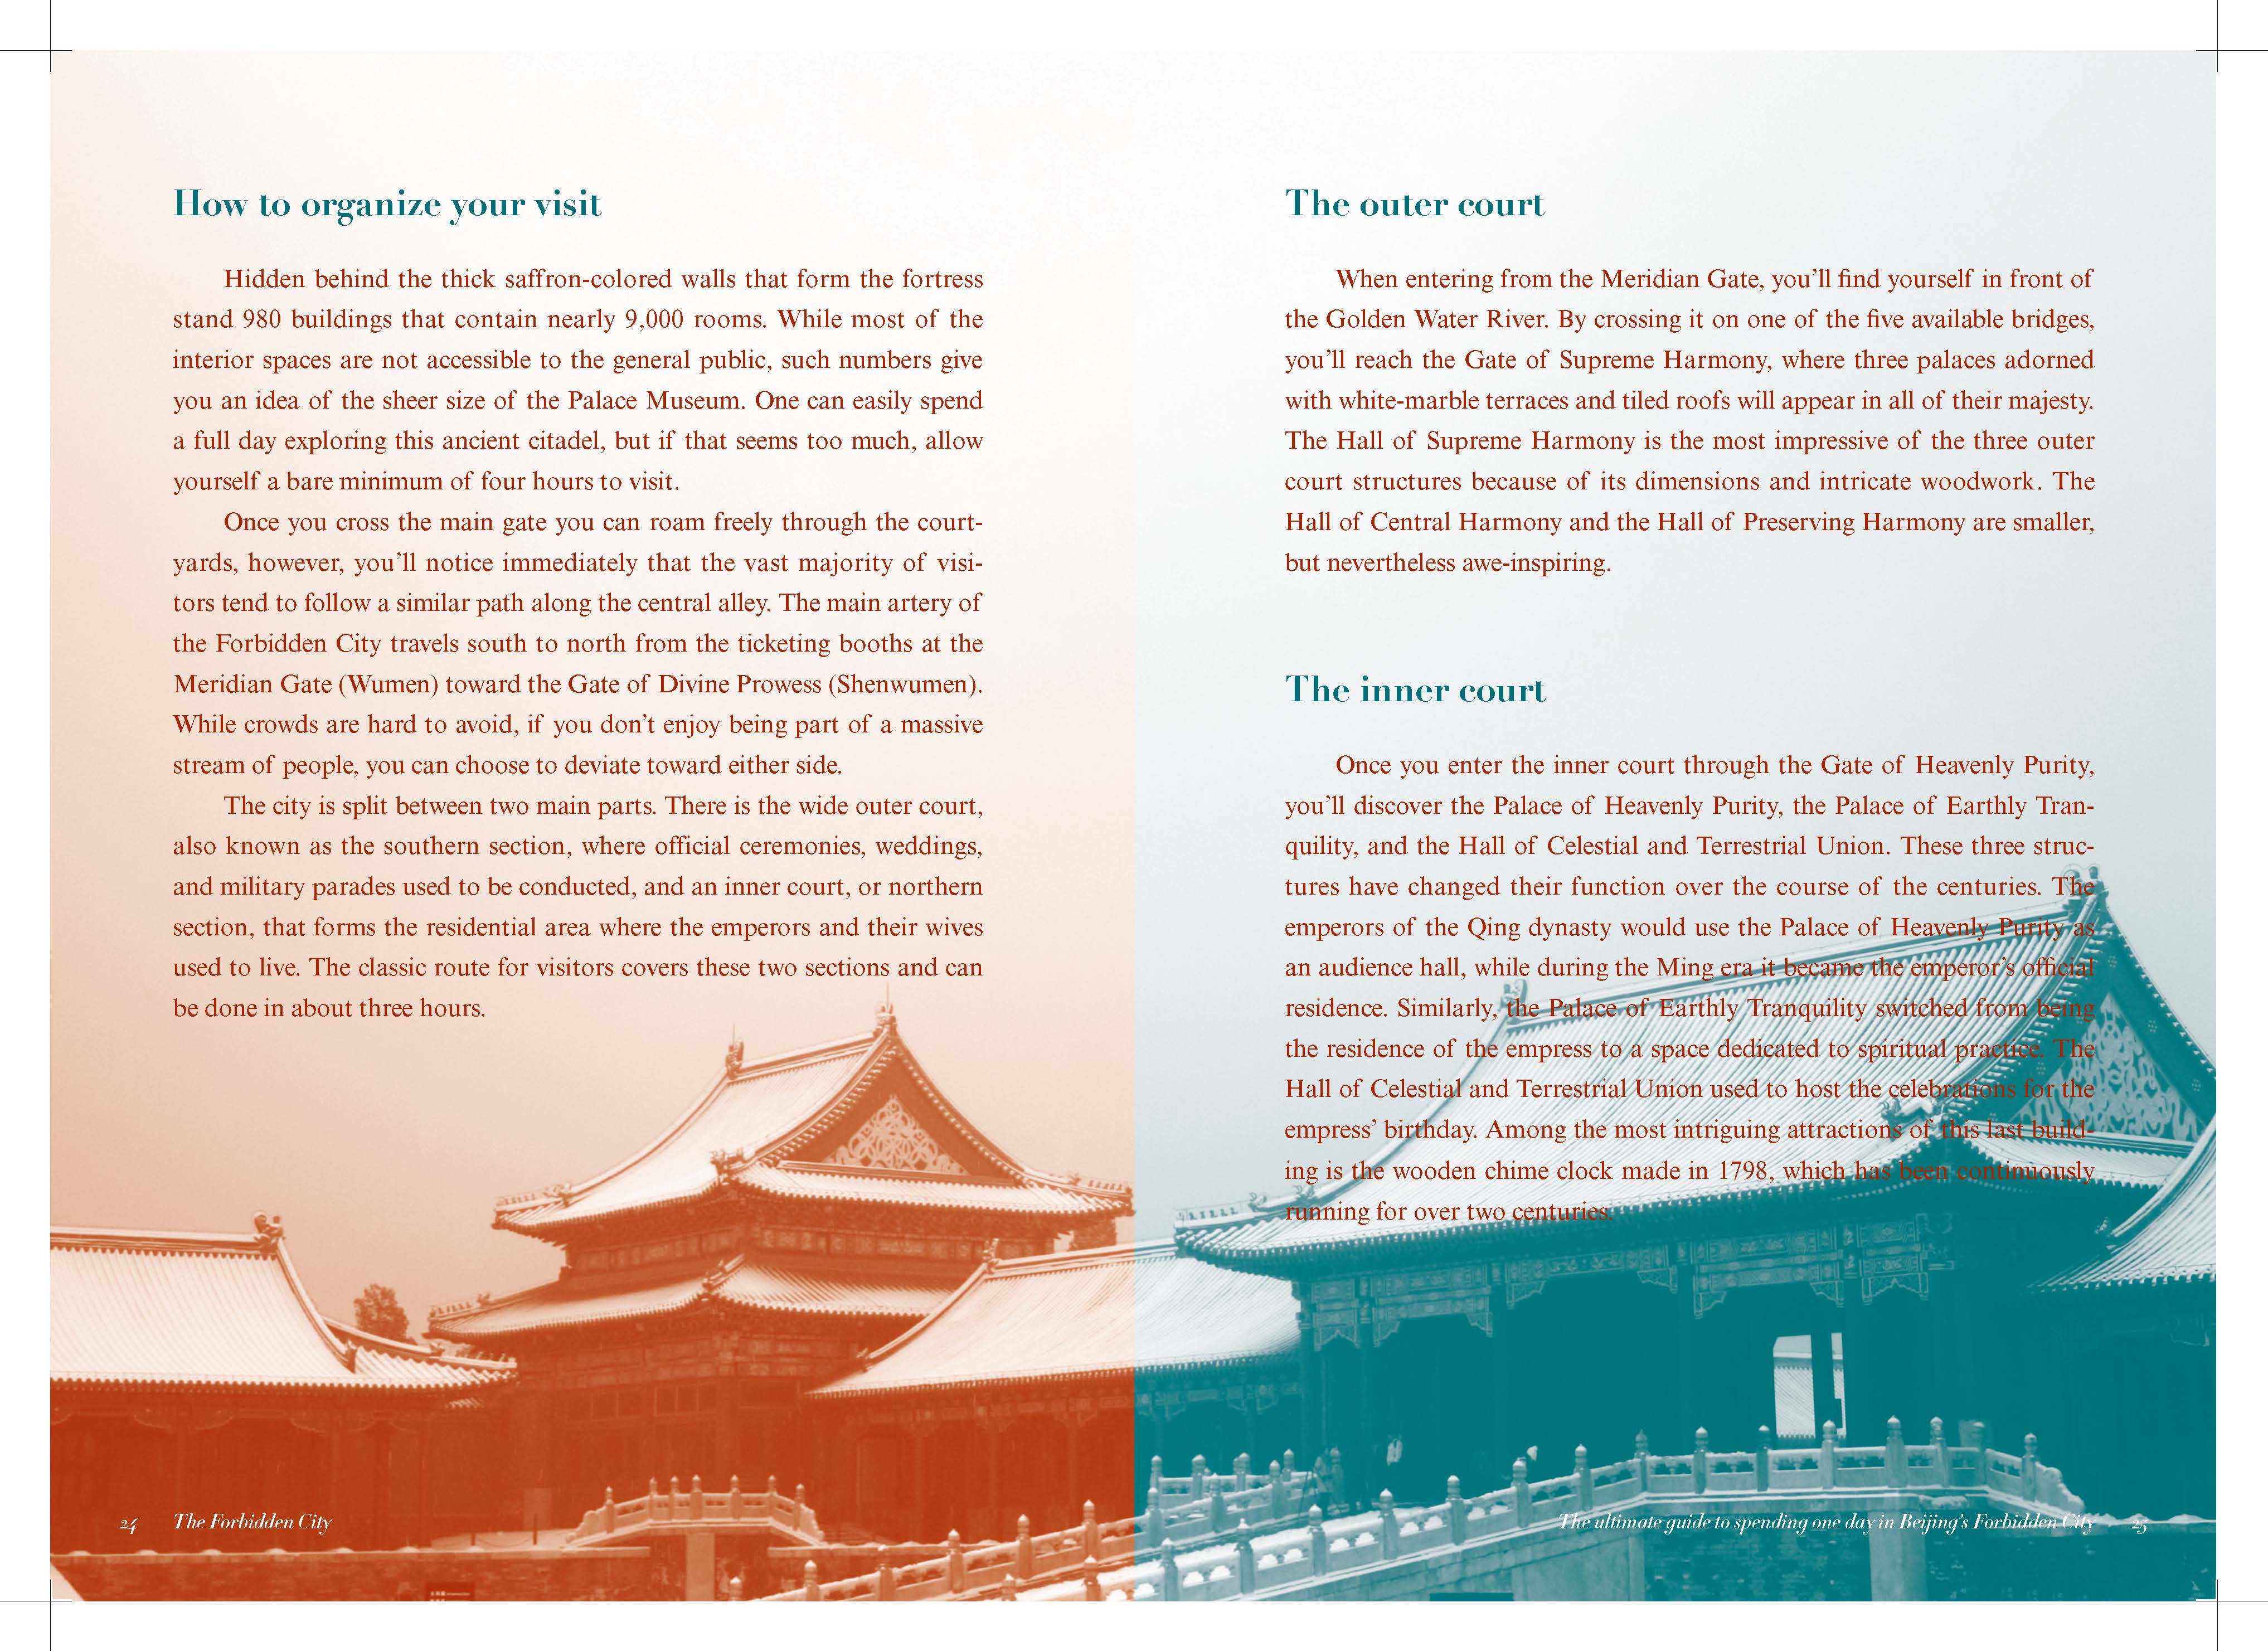 How to organize your visit
Hidden behind the thick saffron-colored walls that form the fortress
stand 980 buildings that contain nearly 9,000 rooms. While most of the
interior spaces are not accessible to the general public, such numbers give
you an idea of the sheer size of the Palace Museum. One can easily spend
a full day exploring this ancient citadel, but if that seems too much, allow
yourself a bare minimum of four hours to visit.
Once you cross the main gate you can roam freely through the court-
yards, however, you’ll notice immediately that the vast majority of visi-
tors tend to follow a similar path along the central alley. The main artery of
the Forbidden City travels south to north from the ticketing booths at the
Meridian Gate (Wumen) toward the Gate of Divine Prowess (Shenwumen).
While crowds are hard to avoid, if you don’t enjoy being part of a massive
stream of people, you can choose to deviate toward either side.
The city is split between two main parts. There is the wide outer court,
also known as the southern section, where official ceremonies, weddings,
and military parades used to be conducted, and an inner court, or northern
section, that forms the residential area where the emperors and their wives
used to live. The classic route for visitors covers these two sections and can
be done in about three hours.
24 The Forbidden City
The outer court
When entering from the Meridian Gate, you’ll find yourself in front of
the Golden Water River. By crossing it on one of the five available bridges,
you’ll reach the Gate of Supreme Harmony, where three palaces adorned
with white-marble terraces and tiled roofs will appear in all of their majesty.
The Hall of Supreme Harmony is the most impressive of the three outer
court structures because of its dimensions and intricate woodwork. The
Hall of Central Harmony and the Hall of Preserving Harmony are smaller,
but nevertheless awe-inspiring.
The inner court
Once you enter the inner court through the Gate of Heavenly Purity,
you’ll discover the Palace of Heavenly Purity, the Palace of Earthly Tran-
quility, and the Hall of Celestial and Terrestrial Union. These three struc-
tures have changed their function over the course of the centuries. The
emperors of the Qing dynasty would use the Palace of Heavenly Purity as
an audience hall, while during the Ming era it became the emperor’s official
residence. Similarly, the Palace of Earthly Tranquility switched from being
the residence of the empress to a space dedicated to spiritual practice. The
Hall of Celestial and Terrestrial Union used to host the celebrations for the
empress’ birthday. Among the most intriguing attractions of this last build-
ing is the wooden chime clock made in 1798, which has been continuously
running for over two centuries.
The ultimate guide to spending one day in Beijing’s Forbidden City 25